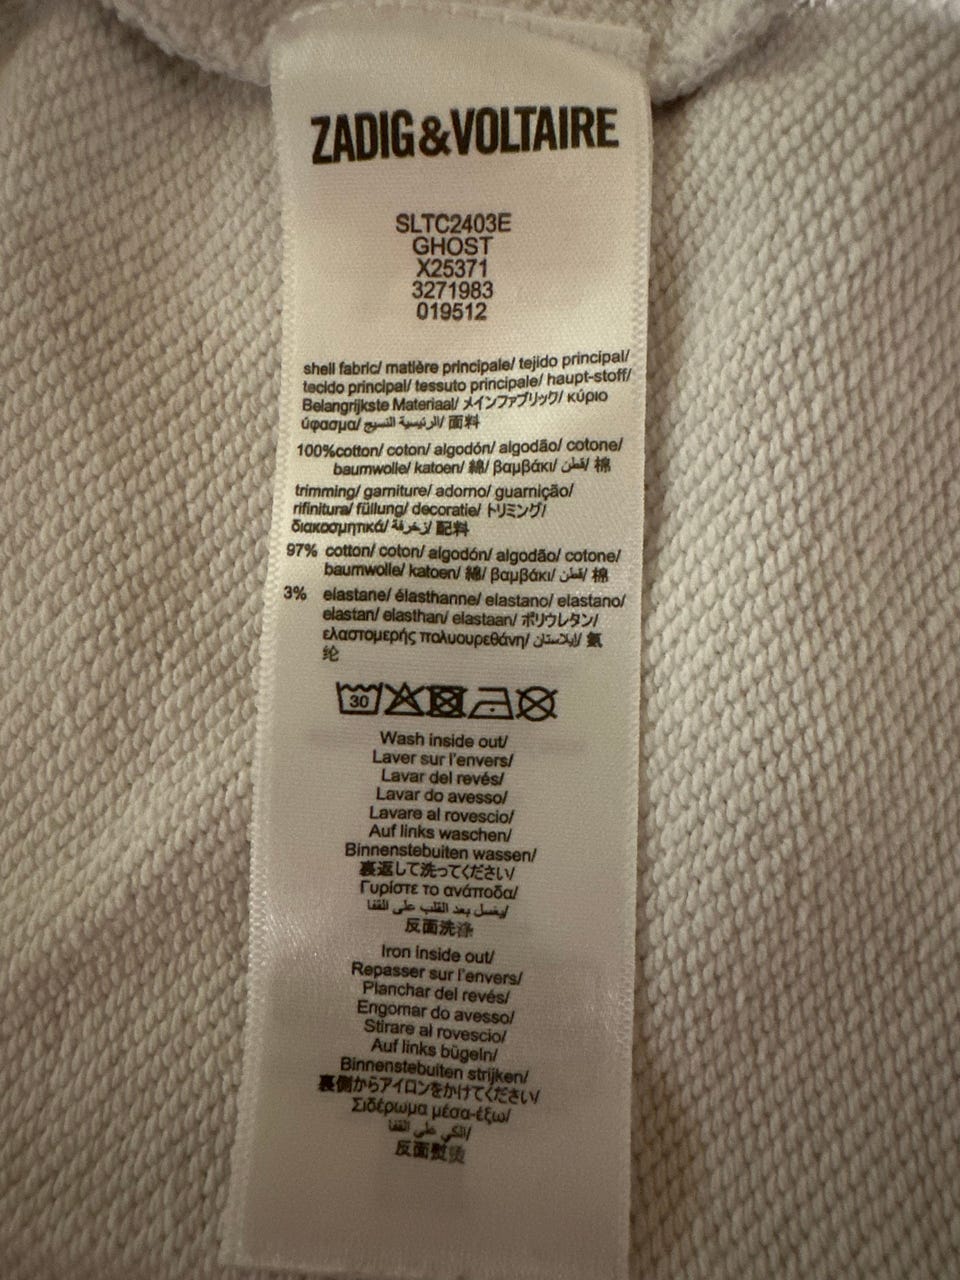 ZADIG&VOLTAIRE
SLTC2403E
GHOST
X25371
3271983
019512
shell fabric/ matière principale/ tejido principal/
tecido principal/ tessuto principale/ haupt-stoff/
Belangrijkste Materiaal/ メインファブリック/ κύριο
ύφασμα/ الرئيسية النسيج/ 面料
100%cotton/ coton/ algodón/ algodão/ cotone/
baumwolle/ katoen/ 綿/ βαμβάκι/ قطن/ 棉
trimming/ garniture/ adorno/ guarnição/
rifinitura/ füllung/ decoratie/ トリミング/
διακοσμητικά/ زخرفة/ 配料
97% cotton/ coton/ algodón/ algodão/ cotone/
baumwolle/ katoen/ 綿/ βαμβάκι/ قطن/ 棉
3% elastane/ élasthanne/ elastano/ elastano/
elastan/ elasthan/ elastaan/ ポリウレタン/
ελαστομερής πολυουρεθάνη/ إيلاستان/ 氨
纶
30
Wash inside out/
Laver sur l'envers/
Lavar del revés/
Lavar do avesso/
Lavare al rovescio/
Auf links waschen/
Binnenstebuiten wassen/
裏返して洗ってください/
Γυρίστε το ανάποδα/
يغسل بعد القلب على القفا/
反面洗涤
Iron inside out/
Repasser sur l'envers/
Planchar del revés/
Engomar do avesso/
Stirare al rovescio/
Auf links bügeln/
Binnenstebuiten strijken/
裏側からアイロンをかけてください/
Σιδέρωμα μέσα-έξω/
الكي على القفا/
反面熨烫